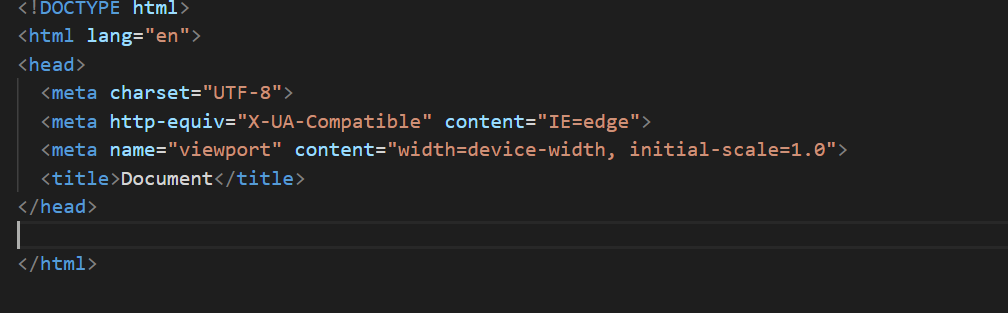 <!DOCTYPE html>
<html lang="en">
<head>
<meta charset="UTF-8">
<meta http-equiv="X-UA-Compatible" content="IE=edge">
<meta name="viewport" content="width=device-width, initial-scale=1.0">
<title>Document</title>
</head>
</html>